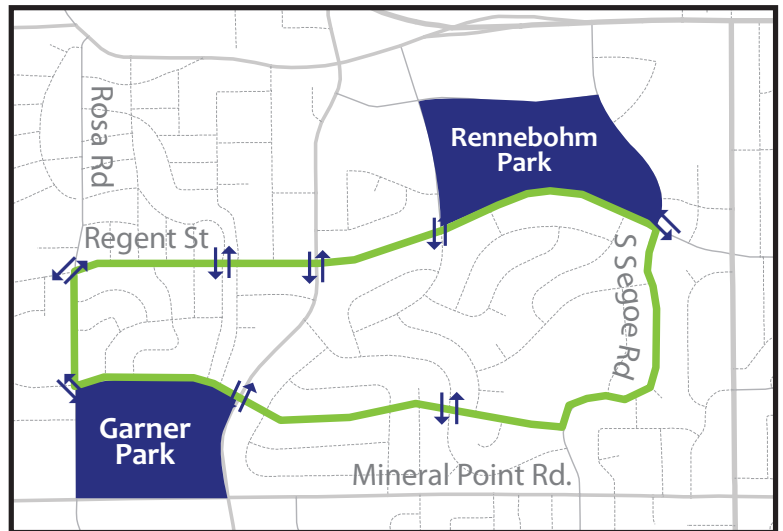 Rosa Rd
Rennebohm
Park
Regent St
S Segoe Rd
Garner
Park
Mineral Point Rd.